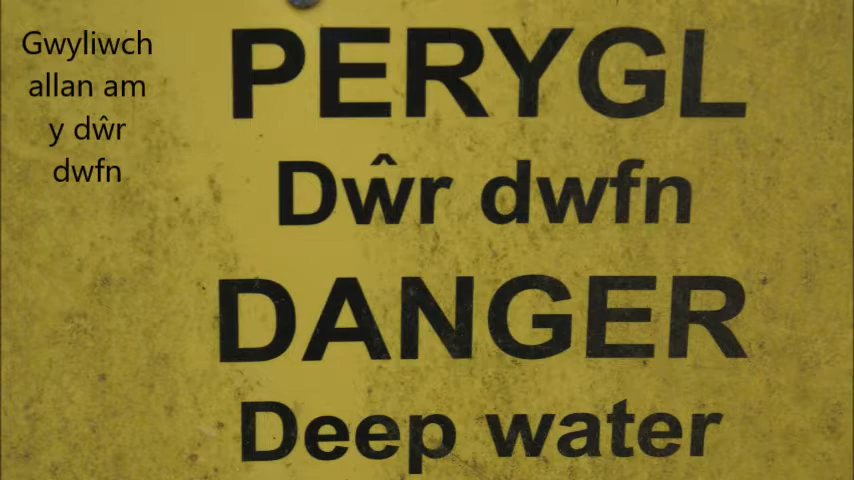 Gwyliwch
allan am
y dŵr
dwfn
PERYGL
Dŵr dwfn
DANGER
Deep water